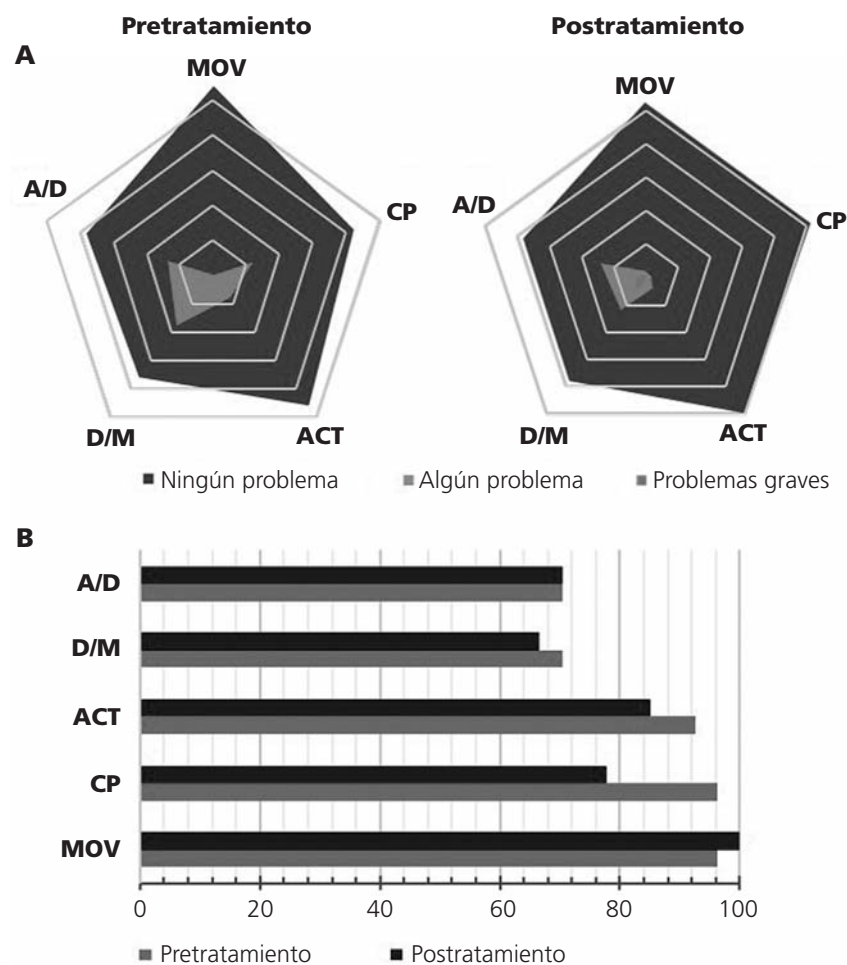 Pretratamiento
Postratamiento
A
MOV
MOV
A/D
CP
A/D
CP
D/M
ACT
D/M
ACT
Ningún problema
Algún problema
Problemas graves
B
A/D
D/M
ACT
CP
MOV
0 20 40 60 80 100
Pretratamiento
Postratamiento